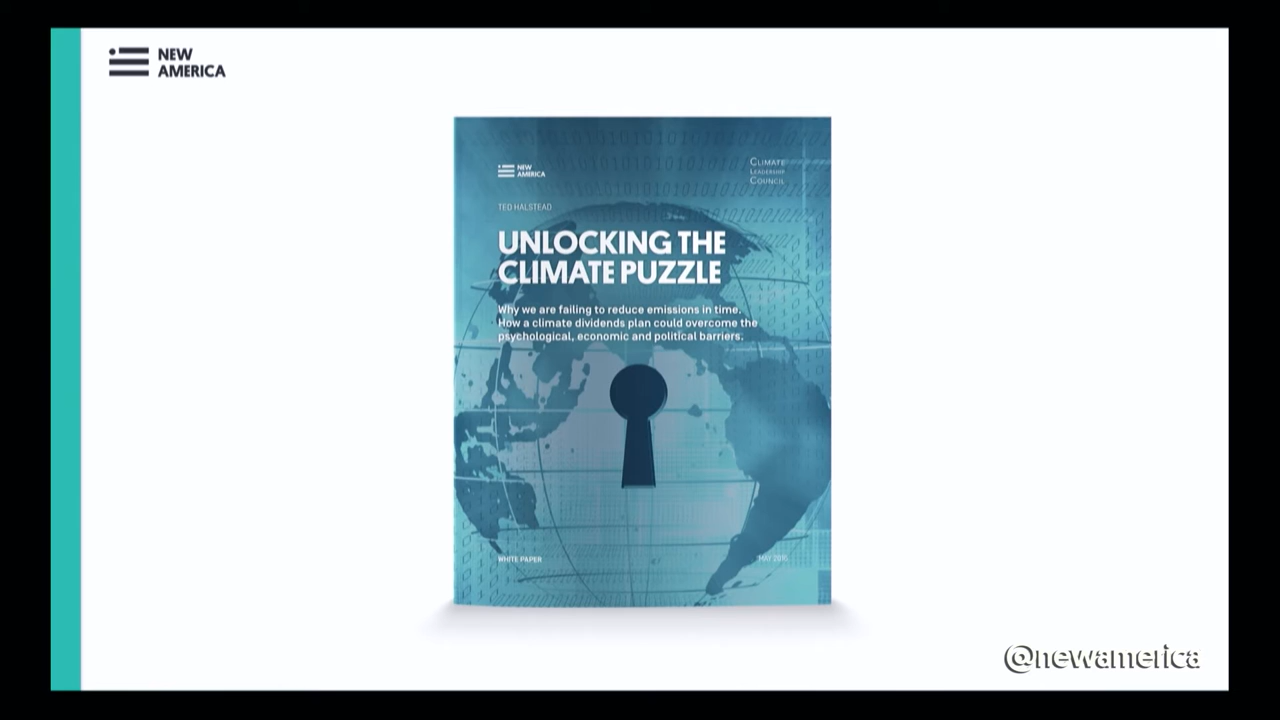 NEW
AMERICA
NEW
AMERICA
CLIMATE
LEADERSHIP
COUNCIL
TED HALSTEAD
UNLOCKING THE
CLIMATE PUZZLE
Why we are failing to reduce emissions in time.
How a climate dividends plan could overcome the
psychological, economic and political barriers.
WHITE PAPER
MAY
@newamerica